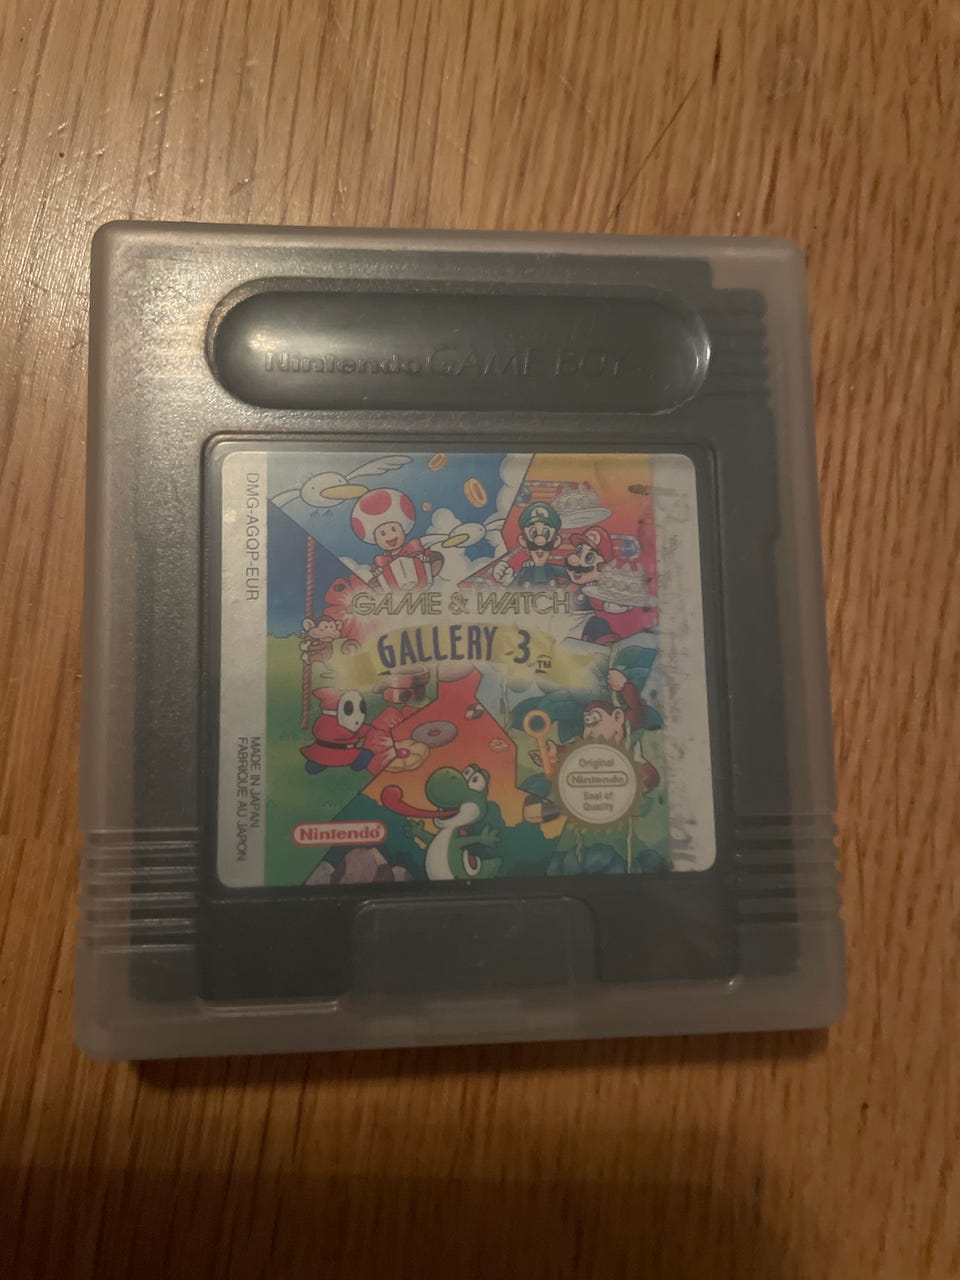 Nintendo GAME BOY
DMG-AGQP-EUR
GAME & WATCH
GALLERY 3 TM
Original
Nintendo
Seal of
Quality
Nintendo
MADE IN JAPAN
FABRIQUE AU JAPON